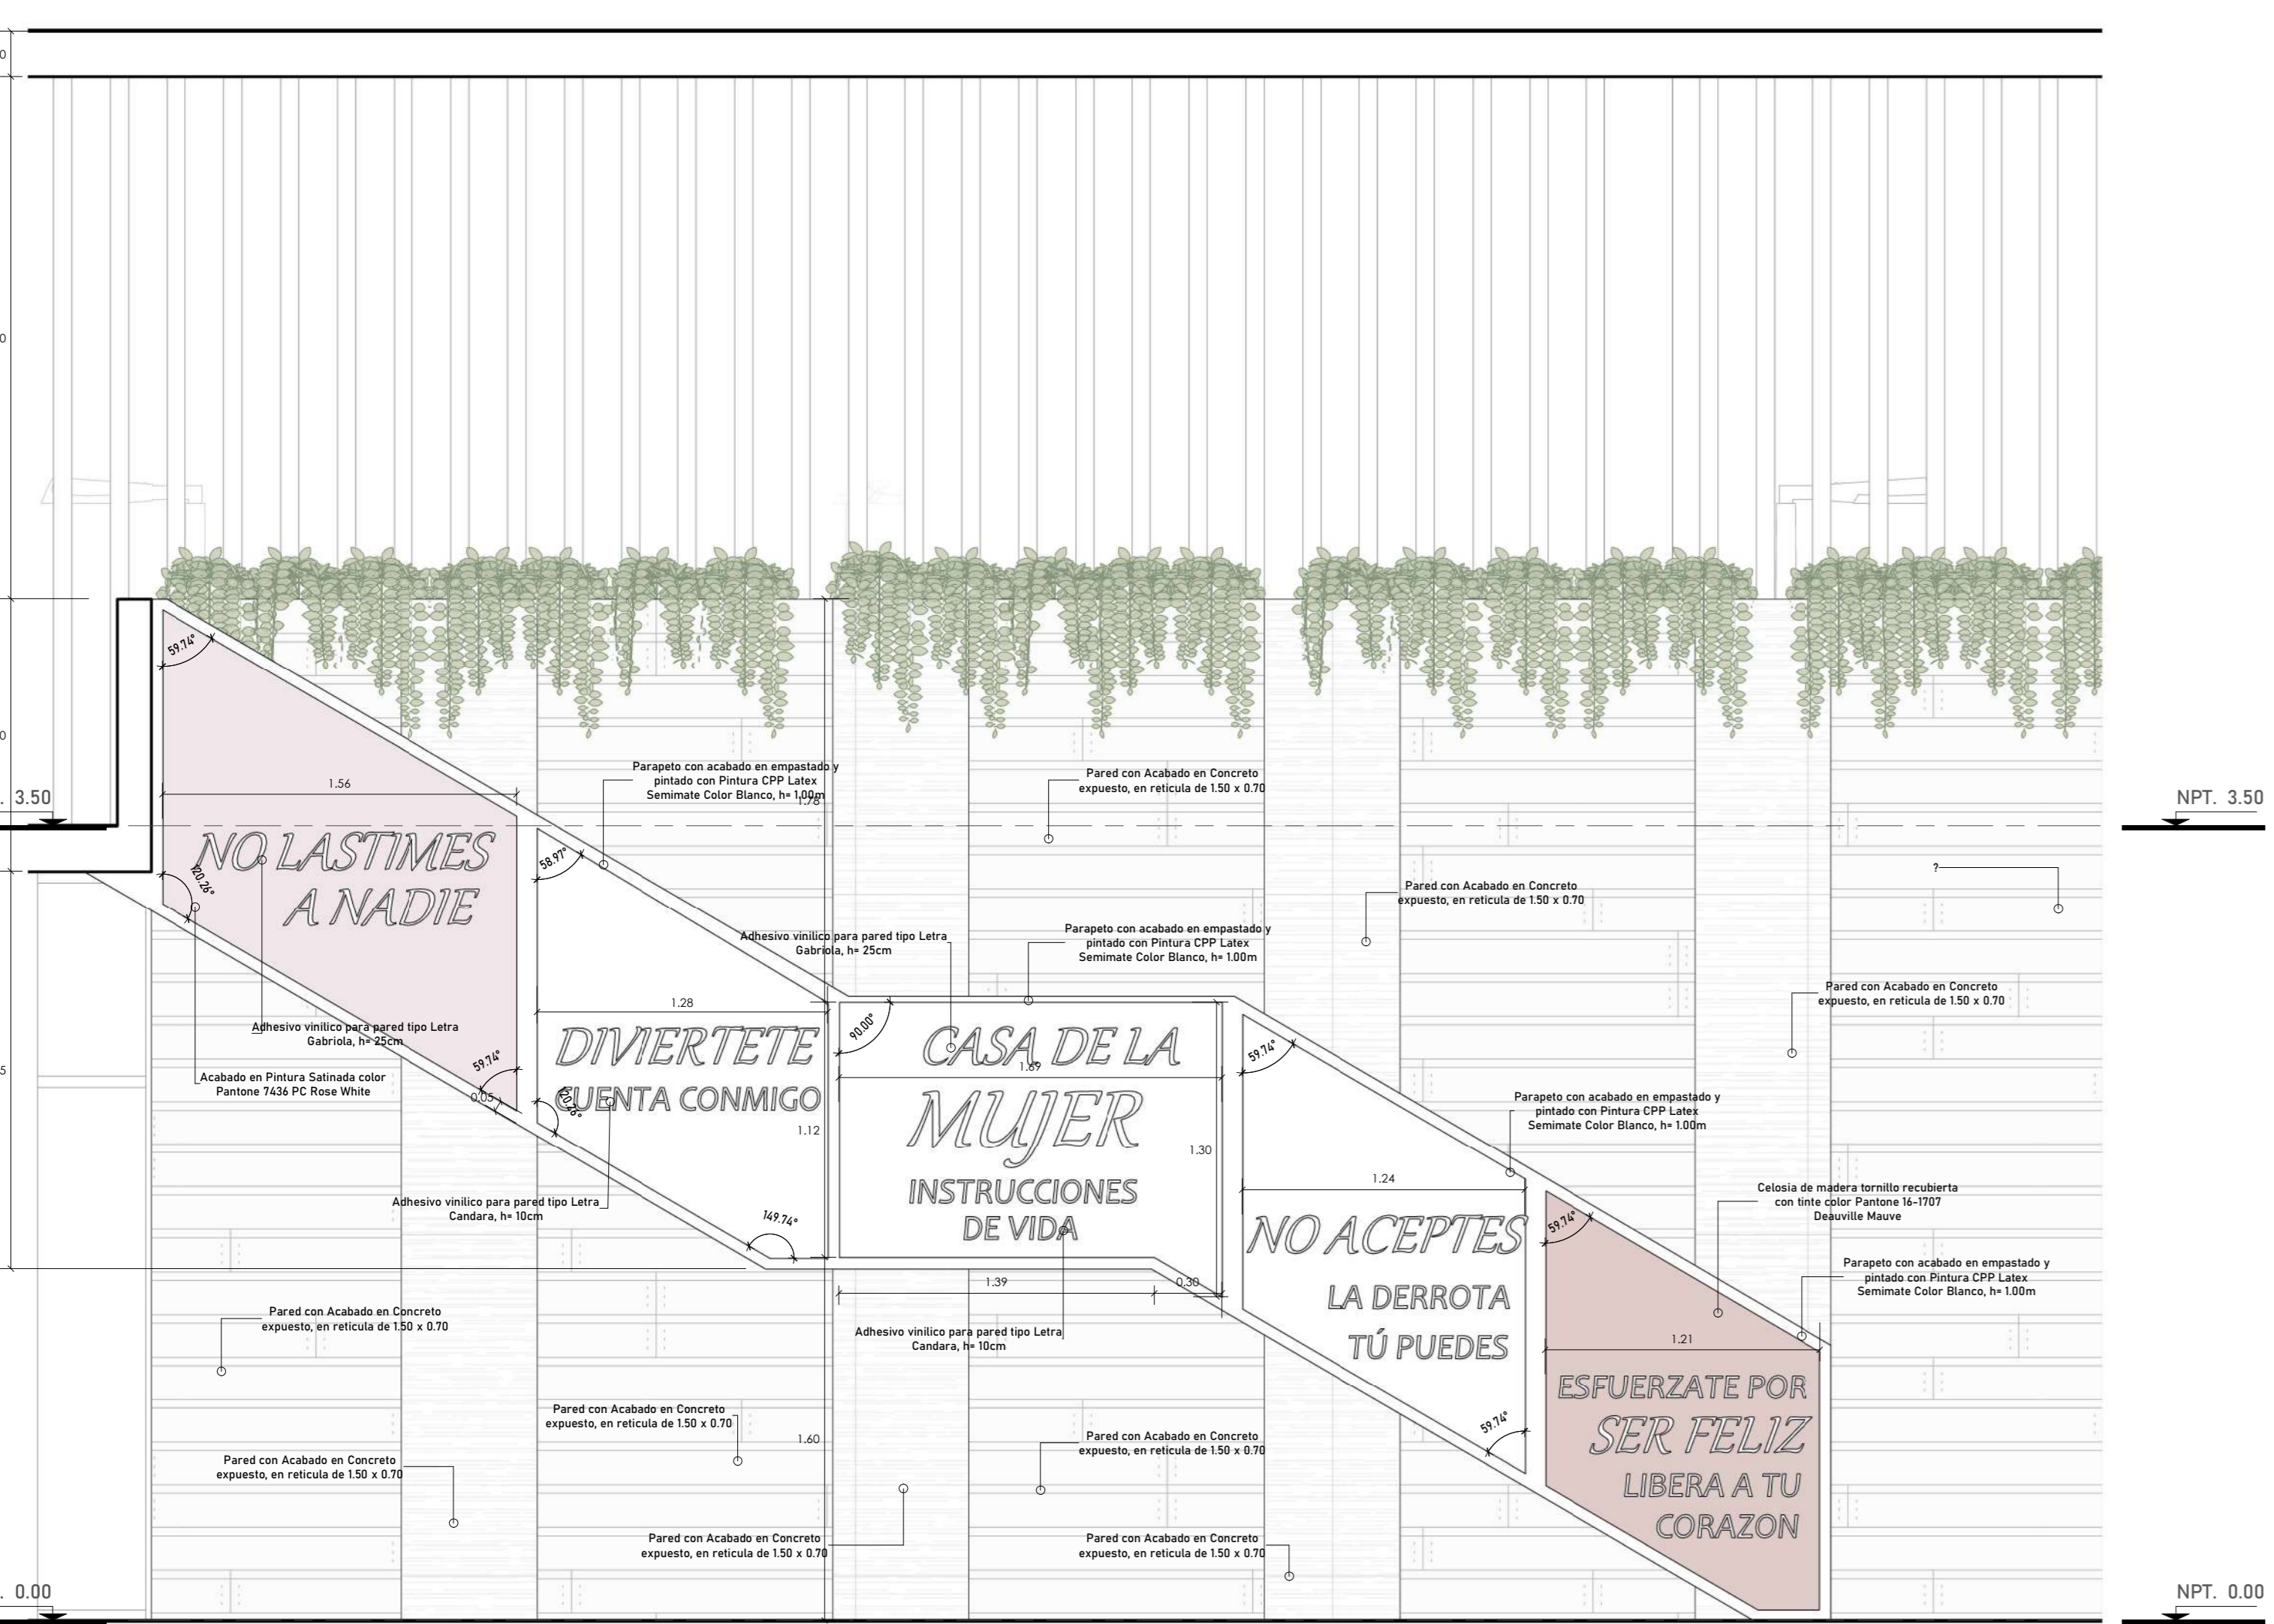 0
0
59.74°
1.56
Parapeto con acabado en empastado y
pintado con Pintura CPP Latex
Semimate Color Blanco, h= 1.00m
1.78
Pared con Acabado en Concreto
expuesto, en reticula de 1.50 x 0.70
0
. 3.50
NPT. 3.50
NO LASTIMES
A NADIE
120.26°
58.97°
?
Pared con Acabado en Concreto
expuesto, en reticula de 1.50 x 0.70
Adhesivo vinilico para pared tipo Letra
Gabriola, h= 25cm
Parapeto con acabado en empastado y
pintado con Pintura CPP Latex
Semimate Color Blanco, h= 1.00m
Pared con Acabado en Concreto
expuesto, en reticula de 1.50 x 0.70
Adhesivo vinilico para pared tipo Letra
Gabriola, h= 25cm
Acabado en Pintura Satinada color
Pantone 7436 PC Rose White
5
59.74°
0.05
1.28
DIVIERTETE
CUENTA CONMIGO
120.26°
1.12
90.00°
CASA DE LA
1.69
MUJER
INSTRUCCIONES
DE VIDA
1.30
59.74°
1.24
NO ACEPTES
LA DERROTA
TÚ PUEDES
Parapeto con acabado en empastado y
pintado con Pintura CPP Latex
Semimate Color Blanco, h= 1.00m
Celosia de madera tornillo recubierta
con tinte color Pantone 16-1707
Deauville Mauve
59.74°
Adhesivo vinilico para pared tipo Letra
Candara, h= 10cm
149.74°
1.39
0.30
Parapeto con acabado en empastado y
pintado con Pintura CPP Latex
Semimate Color Blanco, h= 1.00m
Pared con Acabado en Concreto
expuesto, en reticula de 1.50 x 0.70
Adhesivo vinilico para pared tipo Letra
Candara, h= 10cm
1.21
ESFUERZATE POR
SER FELIZ
LIBERA A TU
CORAZON
59.74°
Pared con Acabado en Concreto
expuesto, en reticula de 1.50 x 0.70
1.60
Pared con Acabado en Concreto
expuesto, en reticula de 1.50 x 0.70
Pared con Acabado en Concreto
expuesto, en reticula de 1.50 x 0.70
Pared con Acabado en Concreto
expuesto, en reticula de 1.50 x 0.70
Pared con Acabado en Concreto
expuesto, en reticula de 1.50 x 0.70
. 0.00
NPT. 0.00